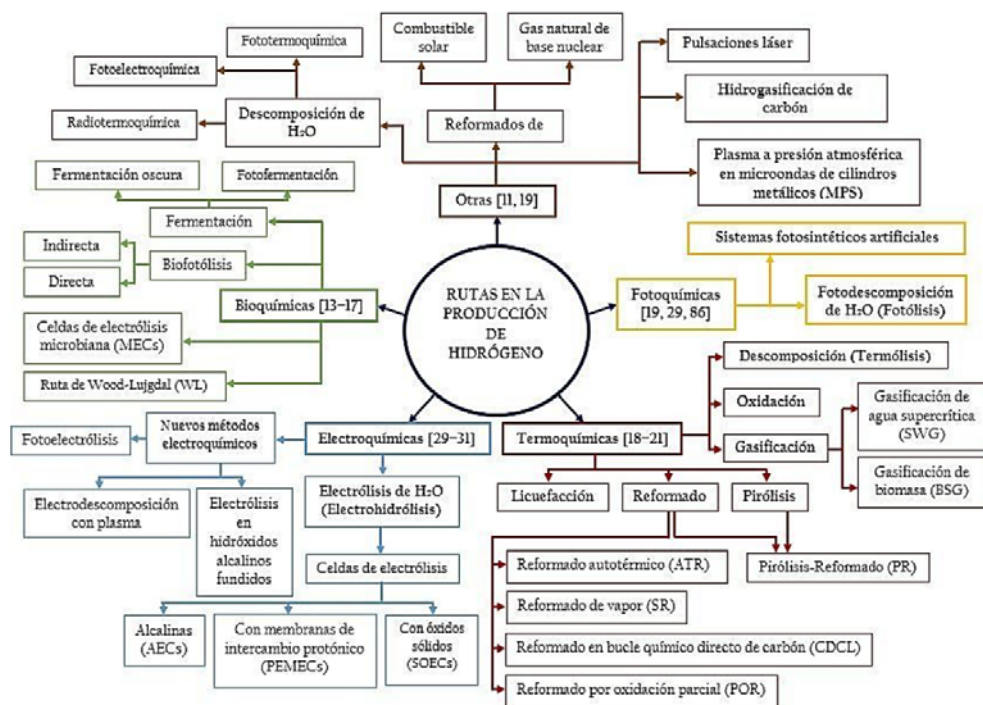 Fototermoquímica
Combustible
solar
Gas natural de
base nuclear
Pulsaciones láser
Fotoelectroquímica
Hidrogasificación de
carbón
Radiotermoquímica
Descomposición de
H₂O
Reformados de
Plasma a presión atmosférica
en microondas de cilindros
metálicos (MPS)
Fermentación oscura
Fotofermentación
Otras [11, 19]
Fermentación
Sistemas fotosintéticos artificiales
Indirecta
Biofotólisis
Directa
RUTAS EN LA
PRODUCCIÓN
DE
HIDRÓGENO
Fotoquímicas
[19, 29, 86]
Fotodescomposición
de H₂O (Fotólisis)
Bioquímicas [13–17]
Celdas de electrólisis
microbiana (MECs)
Descomposición (Termólisis)
Ruta de Wood-Lujgdal (WL)
Oxidación
Gasificación de
agua supercrítica
(SWG)
Nuevos métodos
electroquímicos
Fotoelectrólisis
Electroquímicas [29–31]
Termoquímicas [18–21]
Gasificación
Gasificación de
biomasa (BSG)
Electrodescomposición
con plasma
Electrólisis
en
hidróxidos
alcalinos
fundidos
Electrólisis de H₂O
(Electrohidrólisis)
Licuefacción
Reformado
Pirólisis
Celdas de electrólisis
Reformado autotérmico (ATR)
Pirólisis-Reformado (PR)
Reformado de vapor (SR)
Alcalinas
(AECs)
Con membranas de
intercambio protónico
(PEMECs)
Con óxidos
sólidos
(SOECs)
Reformado en bucle químico directo de carbón (CDCL)
Reformado por oxidación parcial (POR)